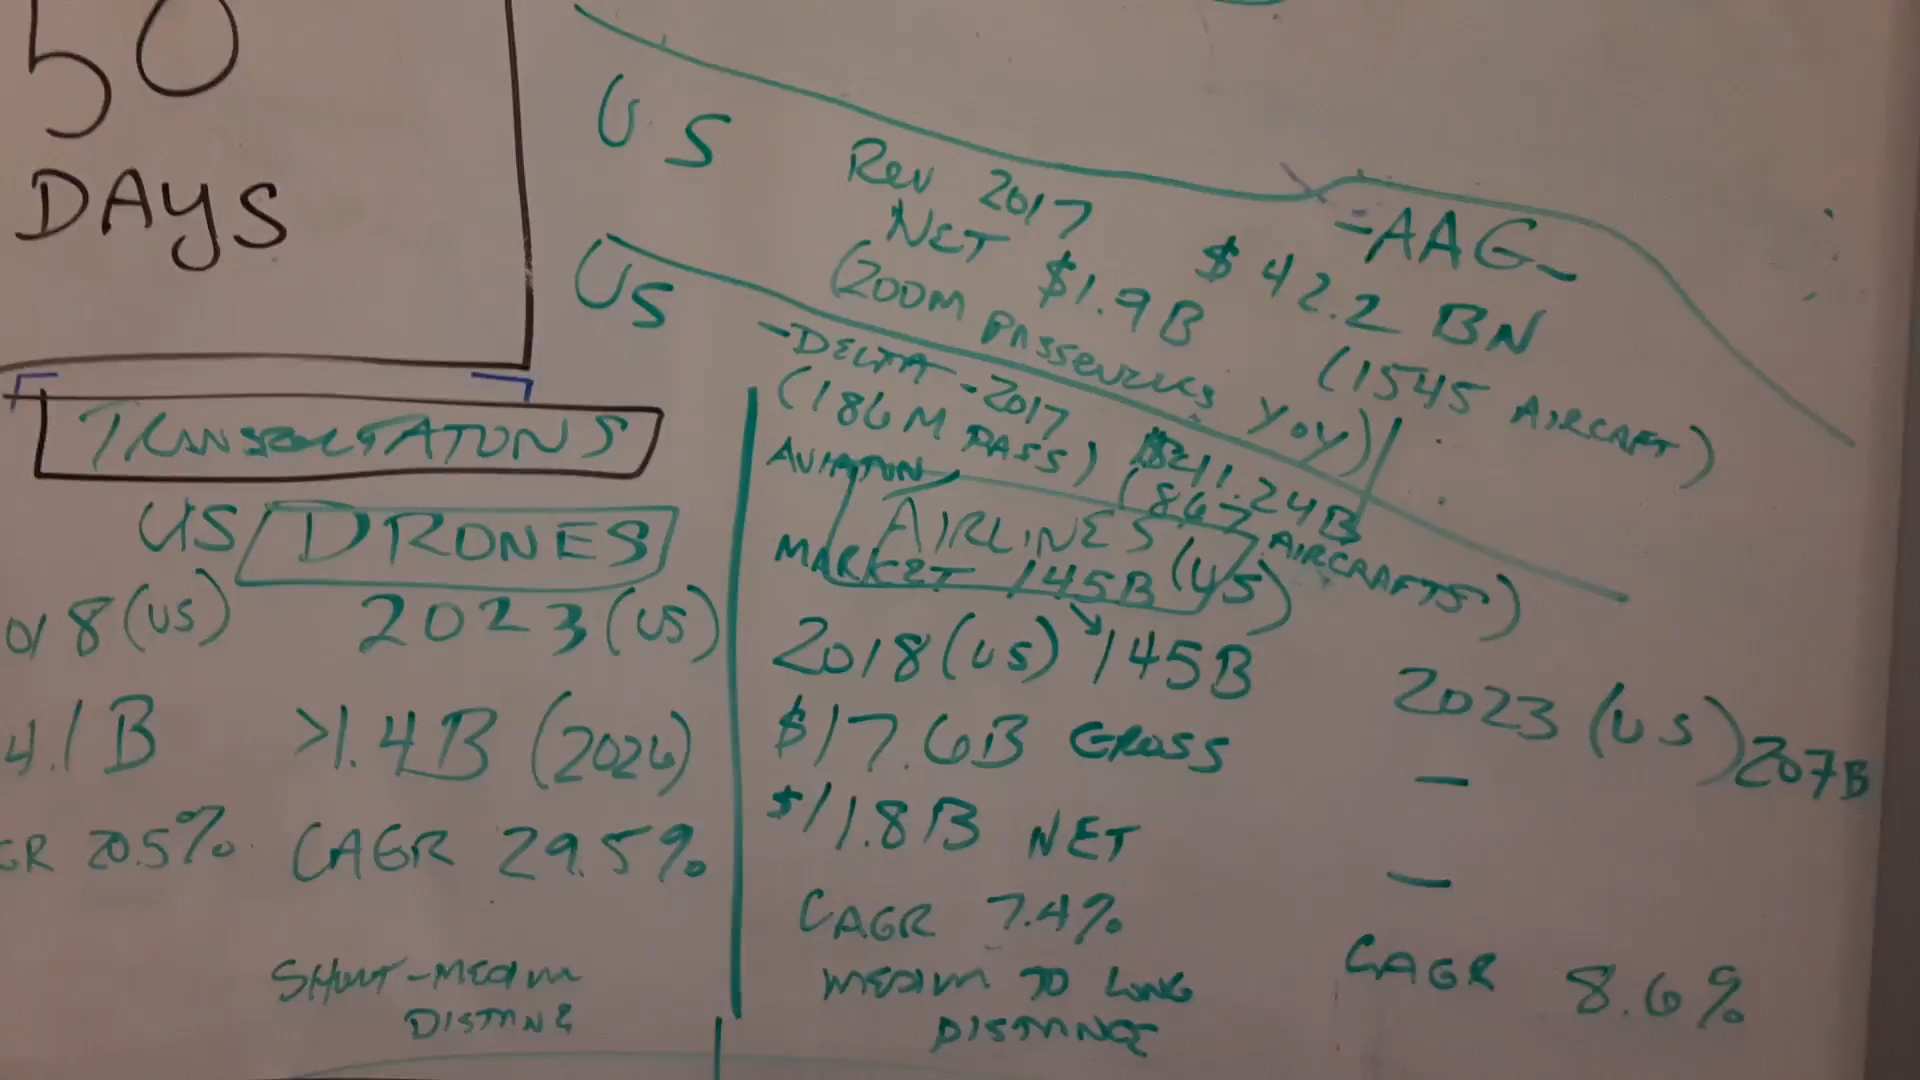 50
DAYS
US
-AAG-
Rev 2017 $42.2 BN
NET $1.9B (1545 AIRCRAFT)
(200M PASSENGERS YOY)
US
-DELTA-2017 $41.24B
(186M PASS) (867 AIRCRAFTS)
TRANSPORTATIONS
US DRONES
018(US) 2023(US)
4.1B >1.4B (2026)
GR 20.5% CAGR 29.5%
SHORT-MEDIUM
DISTANCE
AVIATION
AIRLINES
MARKET 145B (US)
2018(US) 145B 2023(US) 207B
$17.6B GROSS -
$11.8B NET -
CAGR 7.4% CAGR 8.6%
MEDIUM TO LONG
DISTANCE